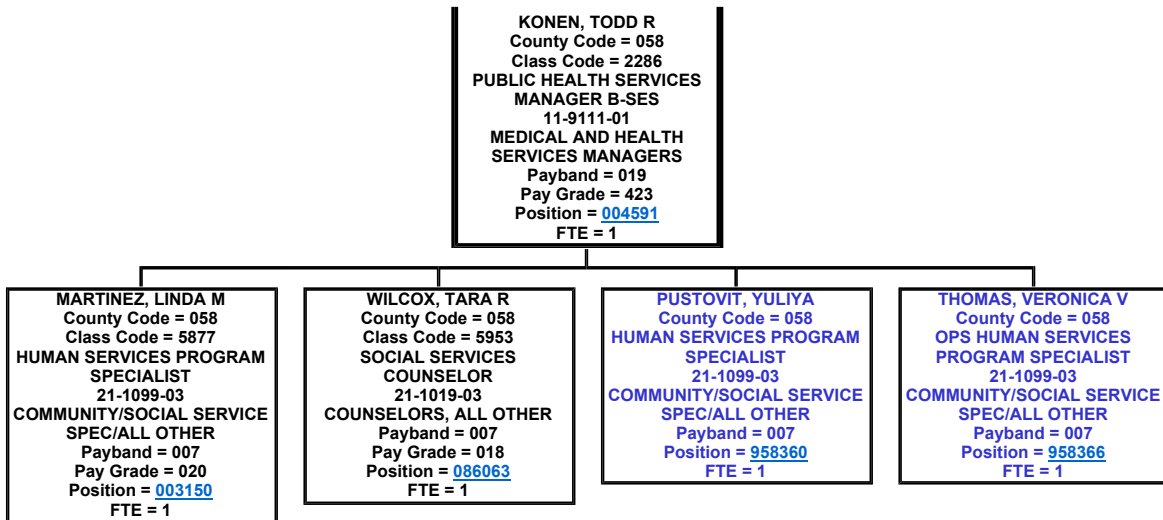 KONEN, TODD R
County Code = 058
Class Code = 2286
PUBLIC HEALTH SERVICES
MANAGER B-SES
11-9111-01
MEDICAL AND HEALTH
SERVICES MANAGERS
Payband = 019
Pay Grade = 423
Position = 004591
FTE = 1
MARTINEZ, LINDA M
County Code = 058
Class Code = 5877
HUMAN SERVICES PROGRAM
SPECIALIST
21-1099-03
COMMUNITY/SOCIAL SERVICE
SPEC/ALL OTHER
Payband = 007
Pay Grade = 020
Position = 003150
FTE = 1
WILCOX, TARA R
County Code = 058
Class Code = 5953
SOCIAL SERVICES
COUNSELOR
21-1019-03
COUNSELORS, ALL OTHER
Payband = 007
Pay Grade = 018
Position = 086063
FTE = 1
PUSTOVIT, YULIYA
County Code = 058
HUMAN SERVICES PROGRAM
SPECIALIST
21-1099-03
COMMUNITY/SOCIAL SERVICE
SPEC/ALL OTHER
Payband = 007
Position = 958360
FTE = 1
THOMAS, VERONICA V
County Code = 058
OPS HUMAN SERVICES
PROGRAM SPECIALIST
21-1099-03
COMMUNITY/SOCIAL SERVICE
SPEC/ALL OTHER
Payband = 007
Position = 958366
FTE = 1